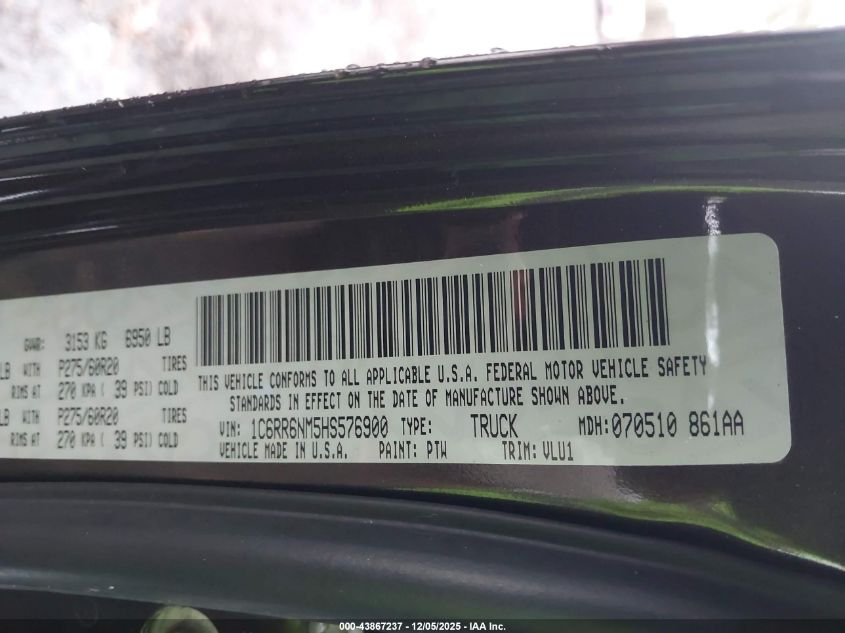 GVWR: 3153 KG 6950 LB
LB WITH P275/60R20 TIRES
RIMS AT 270 KPA ( 39 PSI) COLD
LB WITH P275/60R20 TIRES
RIMS AT 270 KPA ( 39 PSI) COLD
THIS VEHICLE CONFORMS TO ALL APPLICABLE U.S.A. FEDERAL MOTOR VEHICLE SAFETY
STANDARDS IN EFFECT ON THE DATE OF MANUFACTURE SHOWN ABOVE.
VIN: 1C6RR6NM5HS576900 TYPE: TRUCK MDH:070510 861AA
VEHICLE MADE IN U.S.A. PAINT: PTW TRIM: VLU1
000-43867237 - 12/05/2025 - IAA Inc.